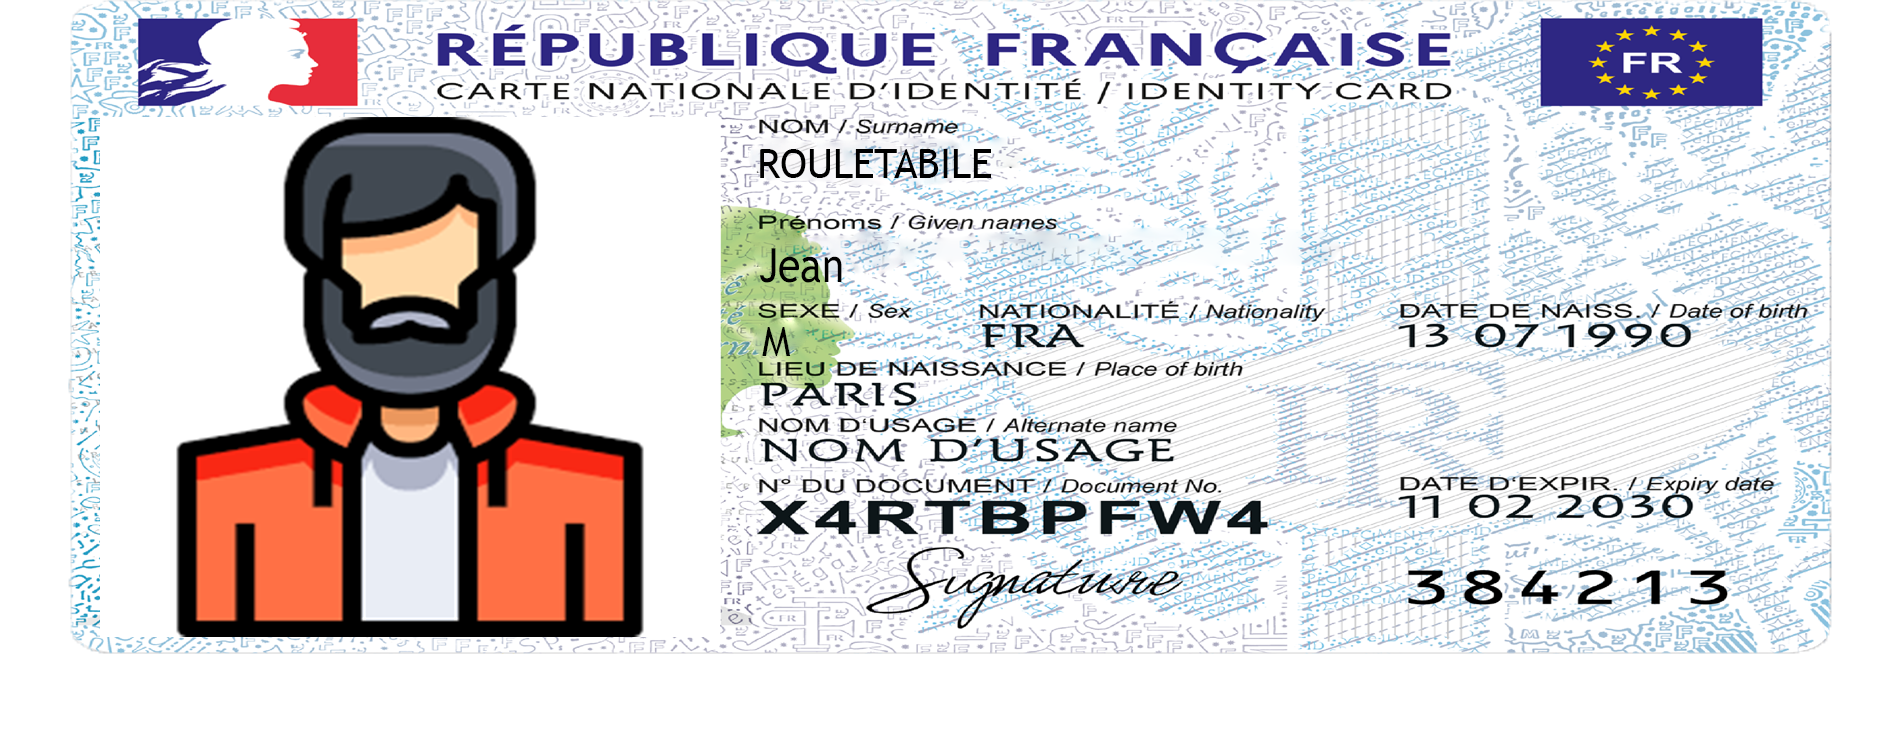 RÉPUBLIQUE FRANÇAISE
FR
CARTE NATIONALE D'IDENTITÉ / IDENTITY CARD
NOM / Surname
ROULETABILE
Prénoms / Given names
Jean
SEXE / Sex NATIONALITÉ / Nationality DATE DE NAISS. / Date of birth
M FRA 13 07 1990
LIEU DE NAISSANCE / Place of birth
PARIS
NOM D'USAGE / Alternate name
NOM D'USAGE
N° DU DOCUMENT / Document No. DATE D'EXPIR. / Expiry date
X4RTBPFW4 11 02 2030
Signature
384213